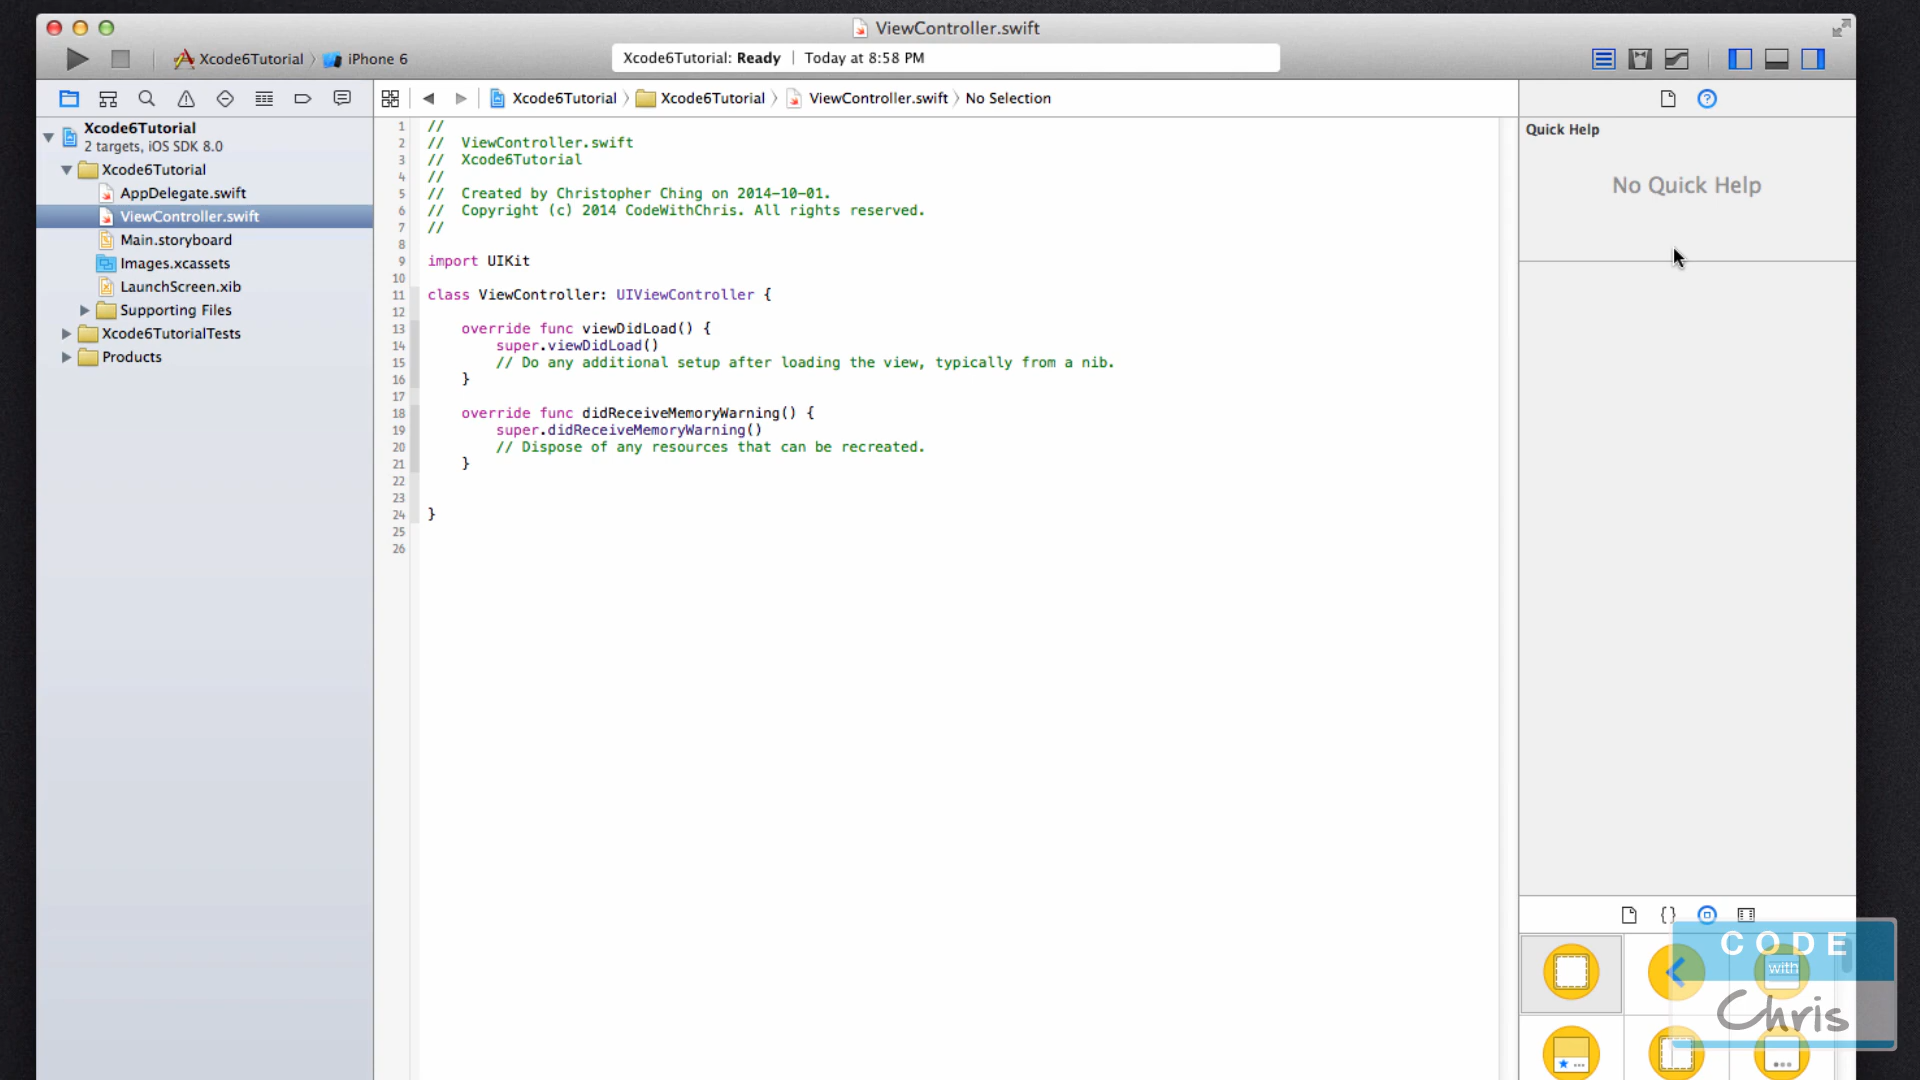 ViewController.swift
Xcode6Tutorial
iPhone 6
Xcode6Tutorial: Ready | Today at 8:58 PM
Xcode6Tutorial
Xcode6Tutorial
ViewController.swift
No Selection
Xcode6Tutorial
2 targets, iOS SDK 8.0
Xcode6Tutorial
AppDelegate.swift
ViewController.swift
Main.storyboard
Images.xcassets
LaunchScreen.xib
Supporting Files
Xcode6TutorialTests
Products
1 //
2 // ViewController.swift
3 // Xcode6Tutorial
4 //
5 // Created by Christopher Ching on 2014-10-01.
6 // Copyright (c) 2014 CodeWithChris. All rights reserved.
7 //
8
9 import UIKit
10
11 class ViewController: UIViewController {
12
13 override func viewDidLoad() {
14 super.viewDidLoad()
15 // Do any additional setup after loading the view, typically from a nib.
16 }
17
18 override func didReceiveMemoryWarning() {
19 super.didReceiveMemoryWarning()
20 // Dispose of any resources that can be recreated.
21 }
22
23
24 }
25
26
Quick Help
No Quick Help
{}
CODE
with
Chris